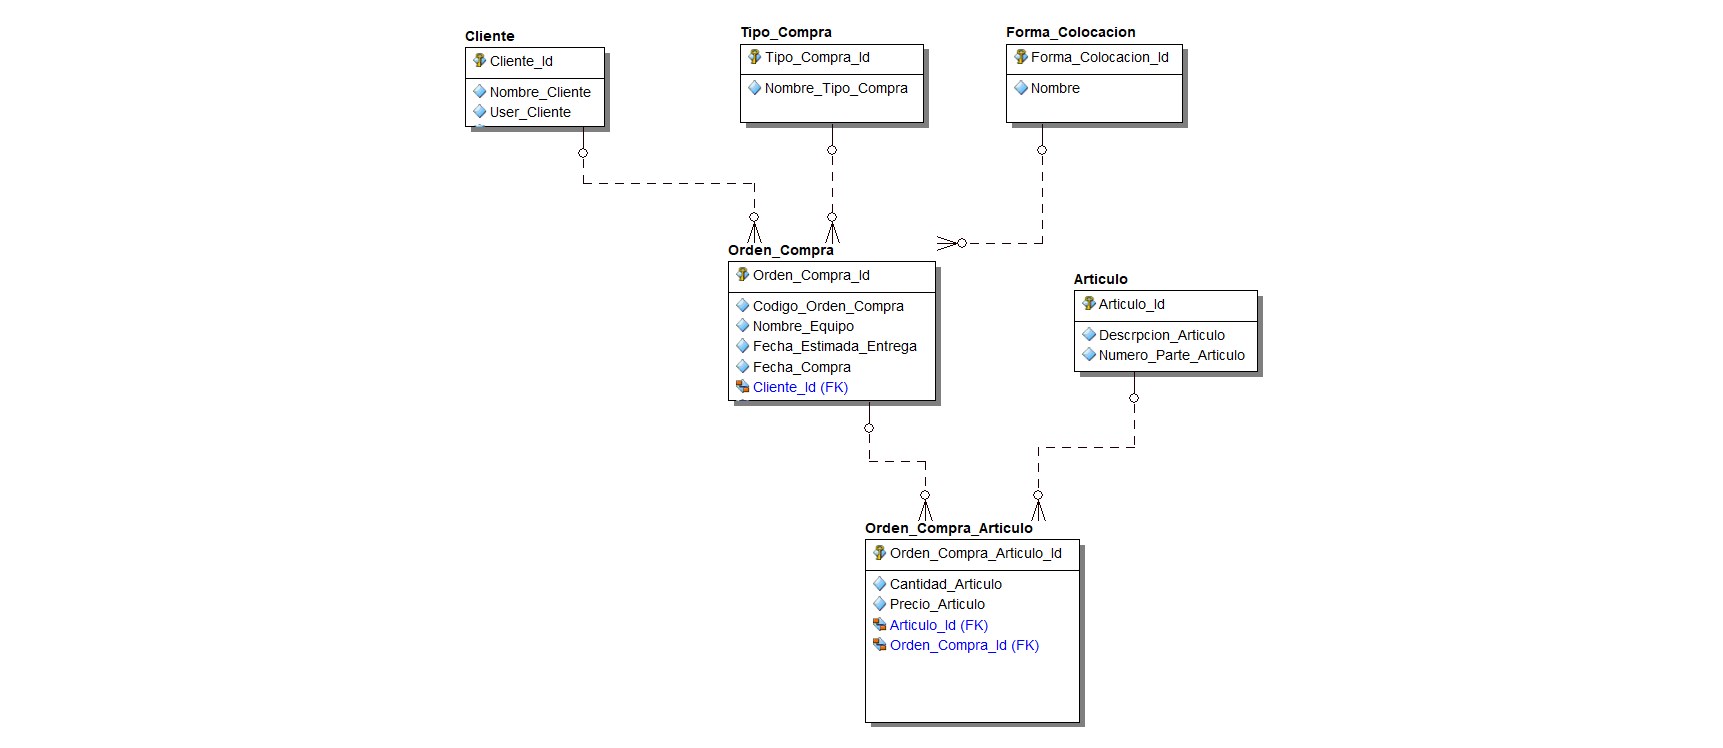 Cliente
Cliente_Id
Nombre_Cliente
User_Cliente
Tipo_Compra
Tipo_Compra_Id
Nombre_Tipo_Compra
Forma_Colocacion
Forma_Colocacion_Id
Nombre
Orden_Compra
Orden_Compra_Id
Codigo_Orden_Compra
Nombre_Equipo
Fecha_Estimada_Entrega
Fecha_Compra
Cliente_Id (FK)
Articulo
Articulo_Id
Descrpcion_Articulo
Numero_Parte_Articulo
Orden_Compra_Articulo
Orden_Compra_Articulo_Id
Cantidad_Articulo
Precio_Articulo
Articulo_Id (FK)
Orden_Compra_Id (FK)